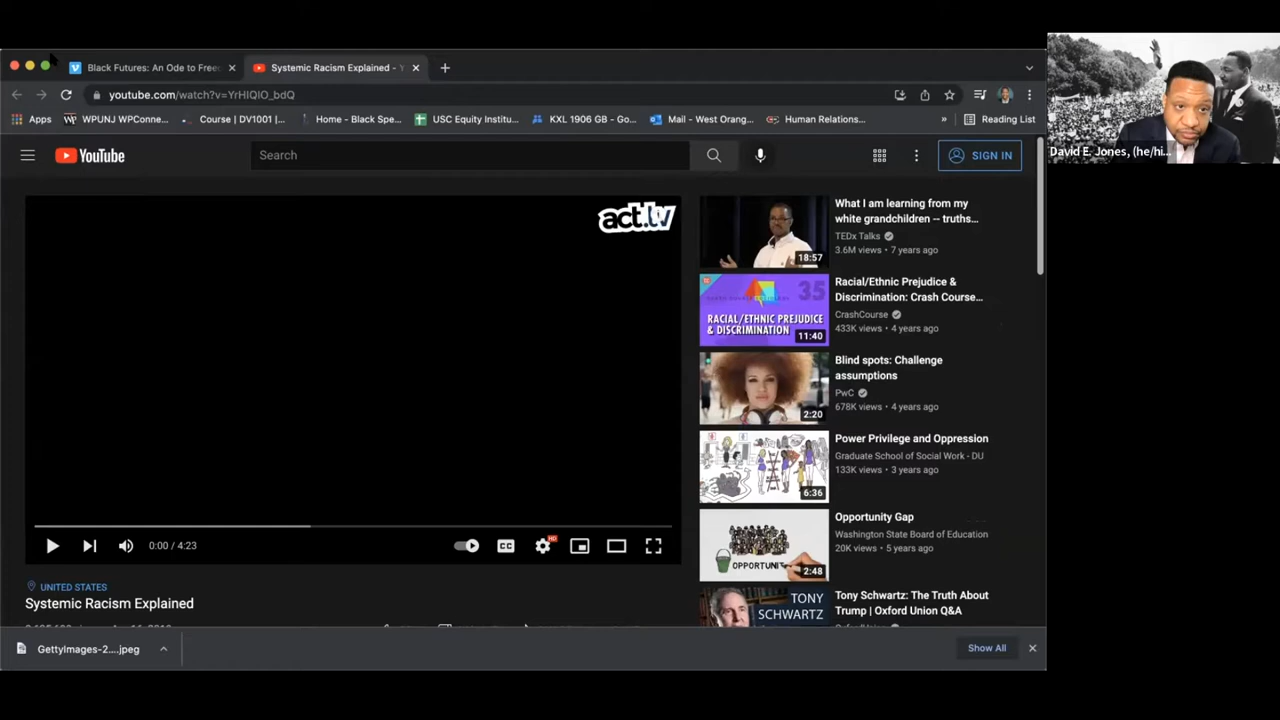 Black Futures: An Ode to Free
Systemic Racism Explained - Y
youtube.com/watch?v=YrHIQIO_bdQ
Apps
WPUNJ WPConne...
Course | DV1001 |...
Home - Black Spe...
USC Equity Institu...
KXL 1906 GB - Go...
Mail - West Orang...
Human Relations...
»
Reading List
YouTube
Search
SIGN IN
act.tv
18:57
What I am learning from my
white grandchildren -- truths...
TEDx Talks
3.6M views • 7 years ago
35
RACIAL/ETHNIC PREJUDICE
& DISCRIMINATION
11:40
Racial/Ethnic Prejudice &
Discrimination: Crash Course...
CrashCourse
433K views • 4 years ago
2:20
Blind spots: Challenge
assumptions
PwC
678K views • 4 years ago
6:36
Power Privilege and Oppression
Graduate School of Social Work - DU
133K views • 3 years ago
OPPORTUNIT
2:48
Opportunity Gap
Washington State Board of Education
20K views • 5 years ago
TONY
SCHWARTZ
Tony Schwartz: The Truth About
Trump | Oxford Union Q&A
0:00 / 4:23
CC
HD
UNITED STATES
Systemic Racism Explained
GettyImages-2....jpeg
Show All
David E. Jones, (he/hi...